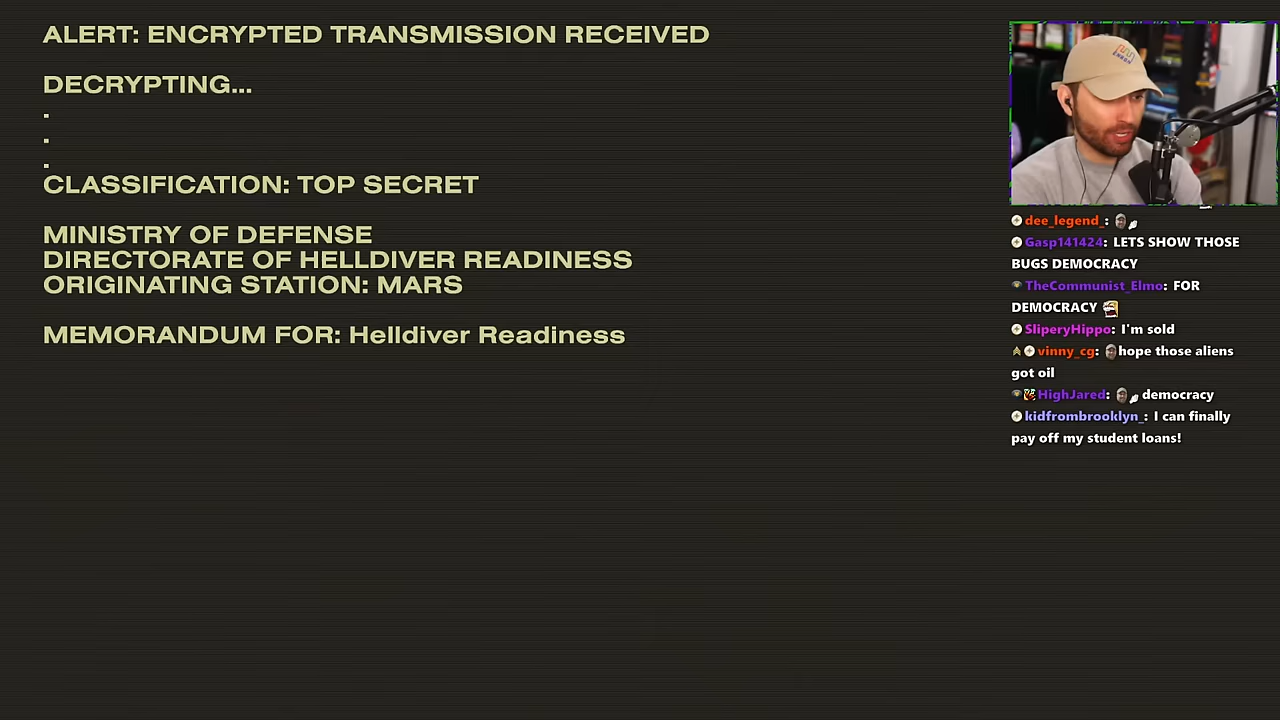 ALERT: ENCRYPTED TRANSMISSION RECEIVED
DECRYPTING...
.
.
.
CLASSIFICATION: TOP SECRET
MINISTRY OF DEFENSE
DIRECTORATE OF HELLDIVER READINESS
ORIGINATING STATION: MARS
MEMORANDUM FOR: Helldiver Readiness
dee_legend_:
Gasp141424: LETS SHOW THOSE
BUGS DEMOCRACY
TheCommunist_Elmo: FOR
DEMOCRACY
SliperyHippo: I'm sold
vinny_cg: hope those aliens
got oil
HighJared: democracy
kidfrombrooklyn_: I can finally
pay off my student loans!